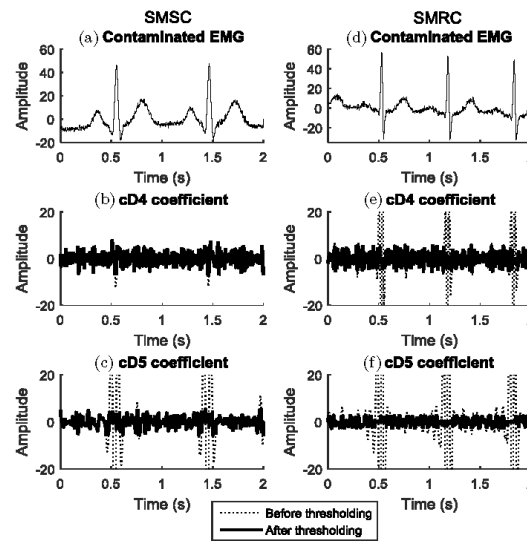 SMSC
SMRC
(a) Contaminated EMG
(d) Contaminated EMG
Amplitude
60
40
20
0
-20
0 0.5 1 1.5 2
Time (s)
Amplitude
60
40
20
0
-20
0 0.5 1 1.5 2
Time (s)
(b) cD4 coefficient
(e) cD4 coefficient
Amplitude
20
0
-20
0 0.5 1 1.5 2
Time (s)
Amplitude
20
0
-20
0 0.5 1 1.5 2
Time (s)
(c) cD5 coefficient
(f) cD5 coefficient
Amplitude
20
0
-20
0 0.5 1 1.5 2
Time (s)
Amplitude
20
0
-20
0 0.5 1 1.5 2
Time (s)
Before thresholding
After thresholding